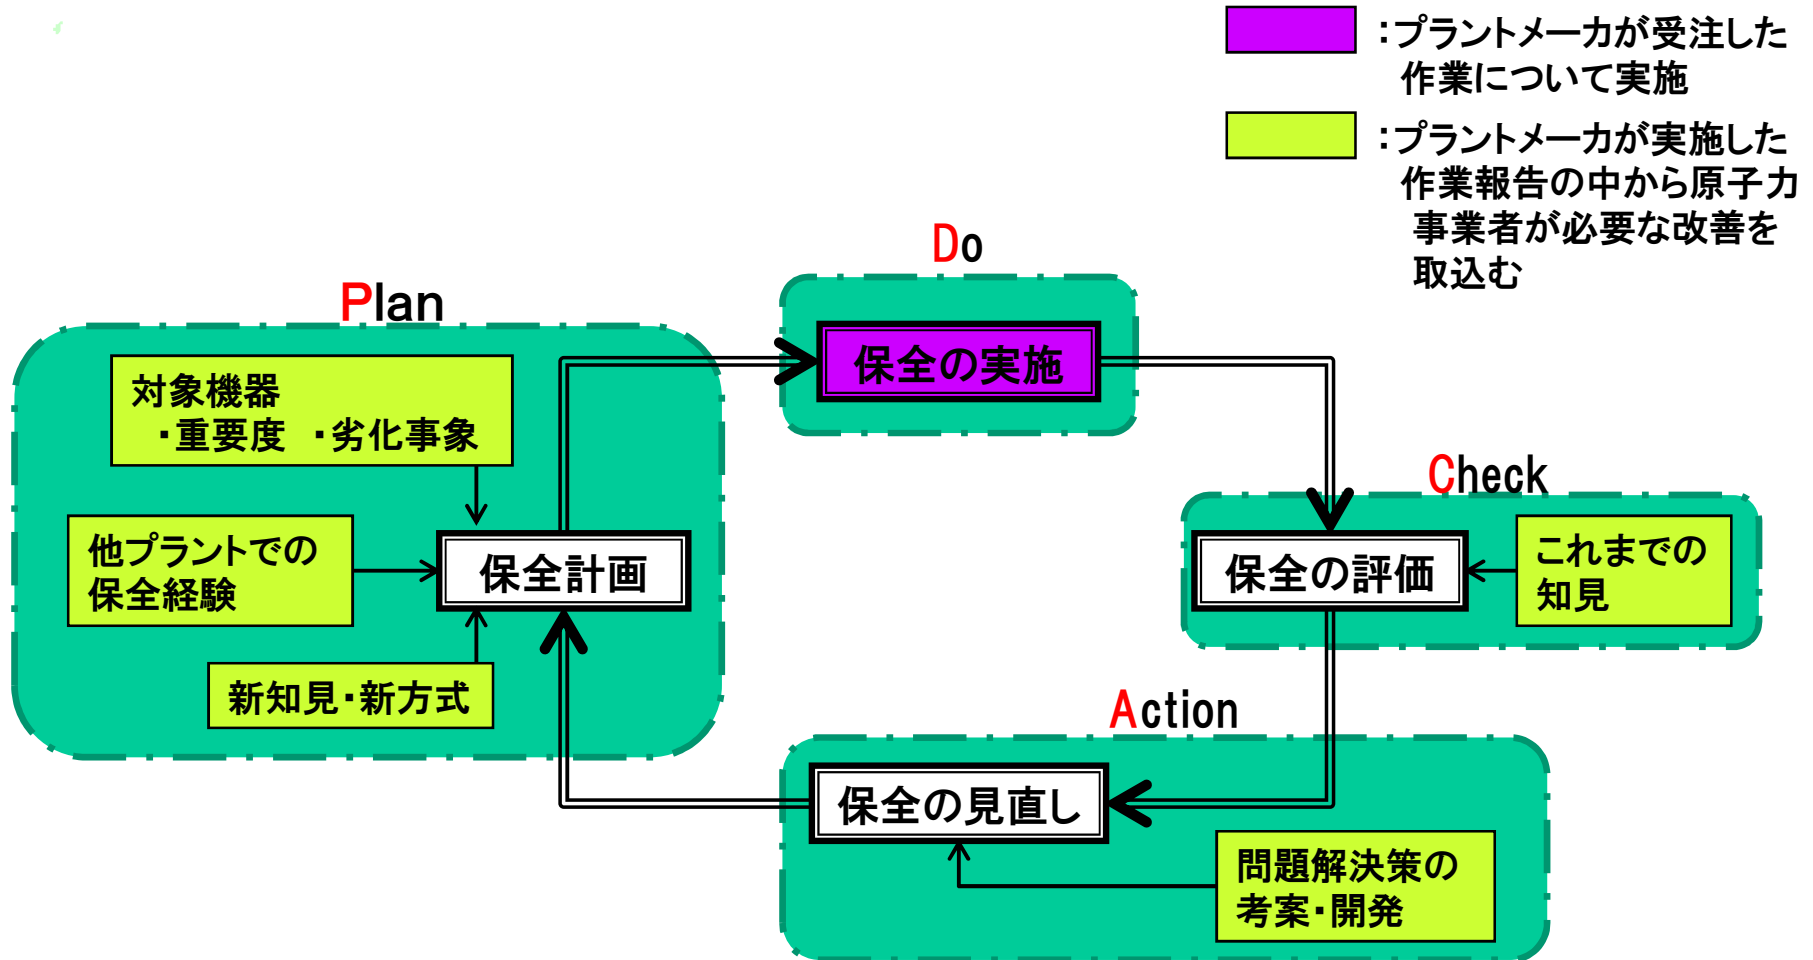 ：プラントメーカが受注した
作業について実施
：プラントメーカが実施した
作業報告の中から原子力
事業者が必要な改善を
取込む
Do
保全の実施
Plan
対象機器
・重要度　・劣化事象
他プラントでの
保全経験
保全計画
新知見・新方式
Check
保全の評価
これまでの
知見
Action
保全の見直し
問題解決策の
考案・開発